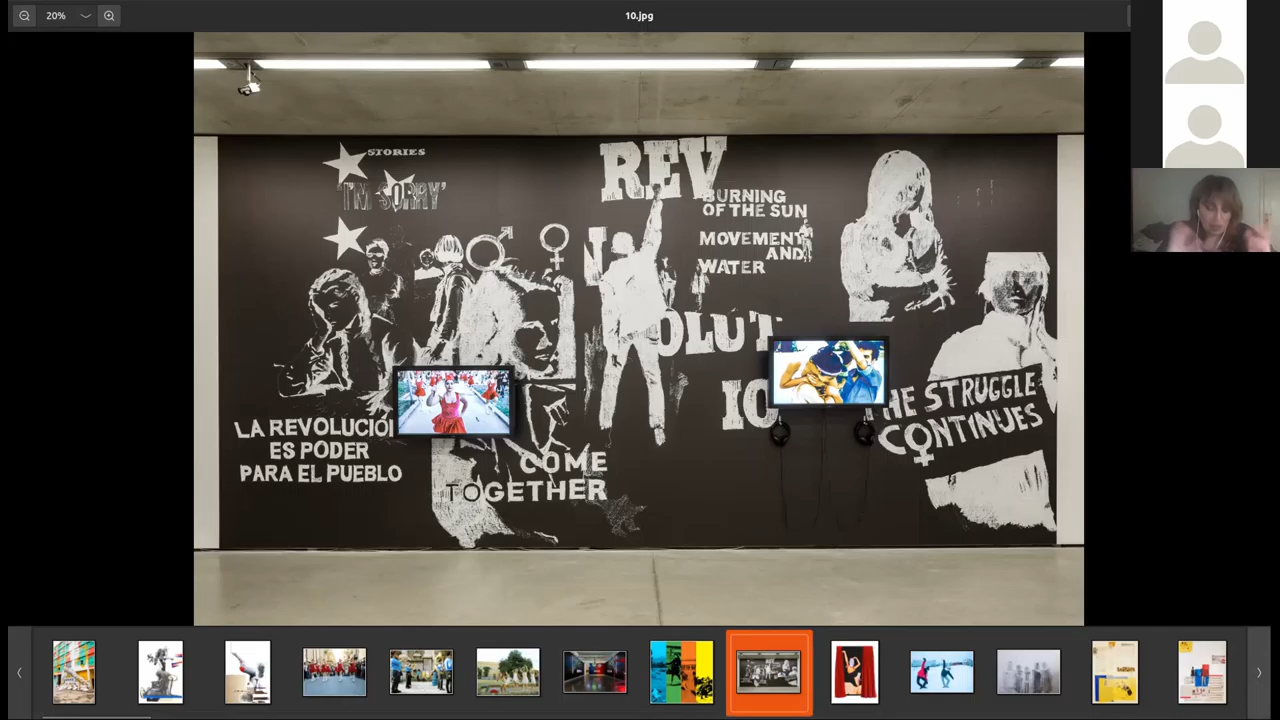 20%
10.jpg
STORIES
I'M SORRY'
REV
BURNING
OF THE SUN
MOVEMENT
AND
WATER
OLUT
IO
LA REVOLUCIÓN
ES PODER
PARA EL PUEBLO
COME
TOGETHER
THE STRUGGLE
CONTINUES